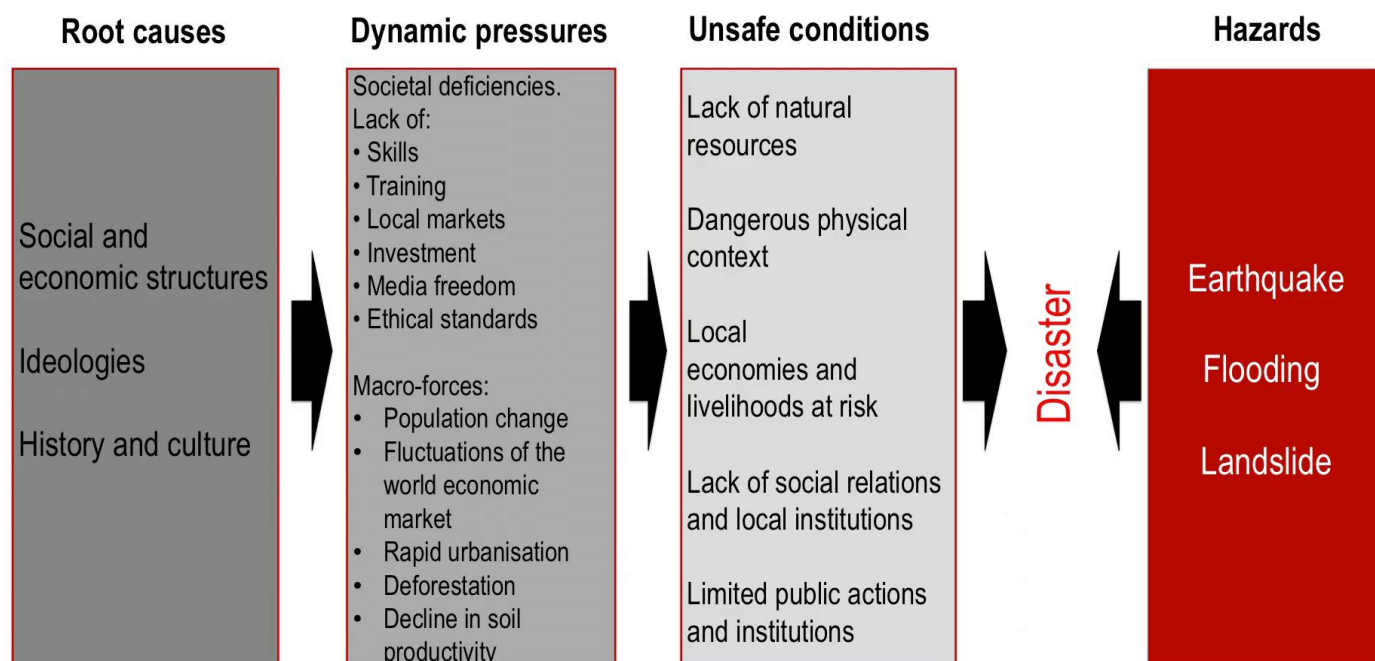 Root causes
Social and
economic structures
Ideologies
History and culture
Dynamic pressures
Societal deficiencies.
Lack of:
• Skills
• Training
• Local markets
• Investment
• Media freedom
• Ethical standards
Macro-forces:
• Population change
• Fluctuations of the
world economic
market
• Rapid urbanisation
• Deforestation
• Decline in soil
productivity
Unsafe conditions
Lack of natural
resources
Dangerous physical
context
Local
economies and
livelihoods at risk
Lack of social relations
and local institutions
Limited public actions
and institutions
Disaster
Hazards
Earthquake
Flooding
Landslide